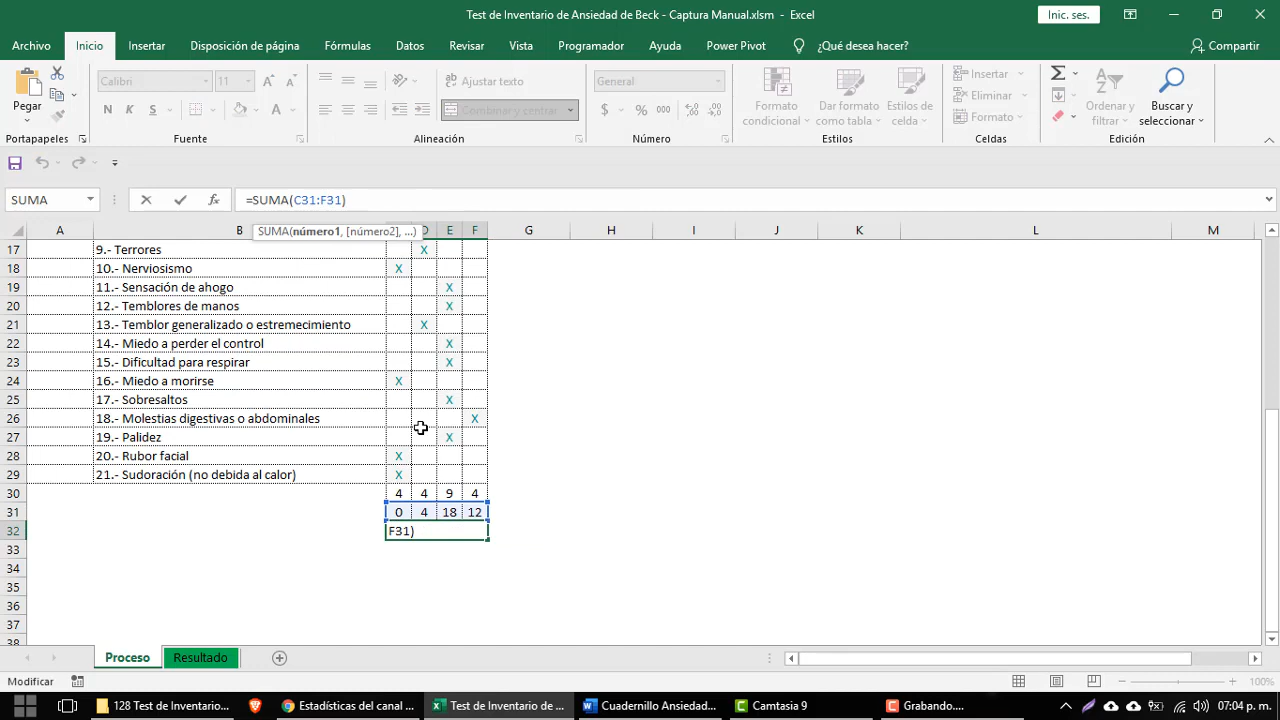 Test de Inventario de Ansiedad de Beck - Captura Manual.xlsm - Excel
Inic. ses.
Archivo Inicio Insertar Disposición de página Fórmulas Datos Revisar Vista Programador Ayuda Power Pivot ¿Qué desea hacer? Compartir
Pegar
Calibri 11
N K S
Ajustar texto
Combinar y centrar
General
$ % 000
Formato condicional
Dar formato como tabla
Estilos de celda
Insertar
Eliminar
Formato
Ordenar y filtrar
Buscar y seleccionar
Portapapeles Fuente Alineación Número Estilos Celdas Edición
SUMA fx =SUMA(C31:F31)
SUMA(número1, [número2], ...)
A B D E F G H I J K L M
17 9.- Terrores X
18 10.- Nerviosismo X
19 11.- Sensación de ahogo X
20 12.- Temblores de manos X
21 13.- Temblor generalizado o estremecimiento X
22 14.- Miedo a perder el control X
23 15.- Dificultad para respirar X
24 16.- Miedo a morirse X
25 17.- Sobresaltos X
26 18.- Molestias digestivas o abdominales X
27 19.- Palidez X
28 20.- Rubor facial X
29 21.- Sudoración (no debida al calor) X
30 4 4 9 4
31 0 4 18 12
32 F31)
33
34
35
36
37
38
Proceso Resultado
Modificar 100%
128 Test de Inventario... Estadísticas del canal ... Test de Inventario de ... Cuadernillo Ansiedad... Camtasia 9 Grabando.... 07:04 p. m.